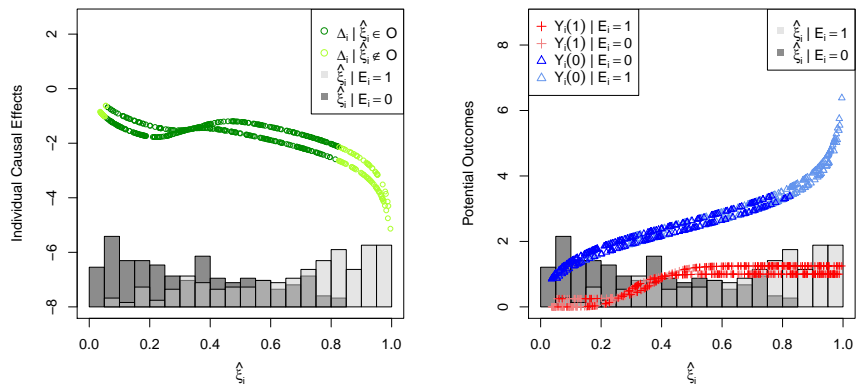 Δi | ξ̂i ∈ O
Δi | ξ̂i ∉ O
ξ̂i | Ei = 1
ξ̂i | Ei = 0
Individual Causal Effects
2
0
-2
-4
-6
-8
0.0 0.2 0.4 0.6 0.8 1.0
ξ̂i
Yi(1) | Ei = 1
Yi(1) | Ei = 0
Yi(0) | Ei = 0
Yi(0) | Ei = 1
ξ̂i | Ei = 1
ξ̂i | Ei = 0
Potential Outcomes
8
6
4
2
0
0.0 0.2 0.4 0.6 0.8 1.0
ξ̂i